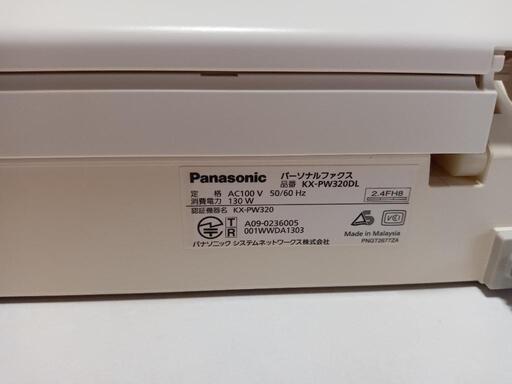 Panasonic パーソナルファクス
品番 KX-PW320DL
定 格 AC100 V 50/60 Hz
消費電力 130 W
2.4FH8
認証機器名 KX-PW320
T A09-0236005
R 001WWDA1303
VCI
Made in Malaysia
パナソニック システムネットワークス株式会社
PNGT2677ZA